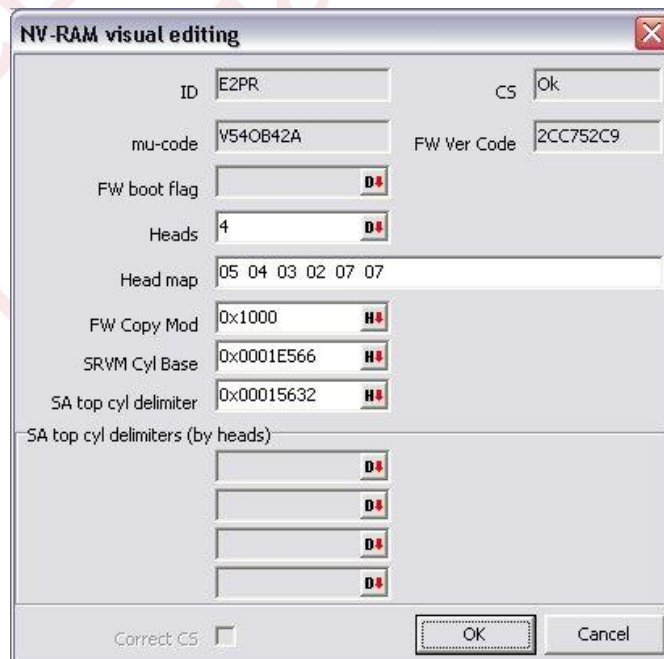 NV-RAM visual editing
ID E2PR CS Ok
mu-code V54OB42A FW Ver Code 2CC752C9
FW boot flag D
Heads 4 D
Head map 05 04 03 02 07 07
FW Copy Mod 0x1000 H
SRVM Cyl Base 0x0001E566 H
SA top cyl delimiter 0x00015632 H
SA top cyl delimiters (by heads)
D
D
D
D
Correct CS OK Cancel